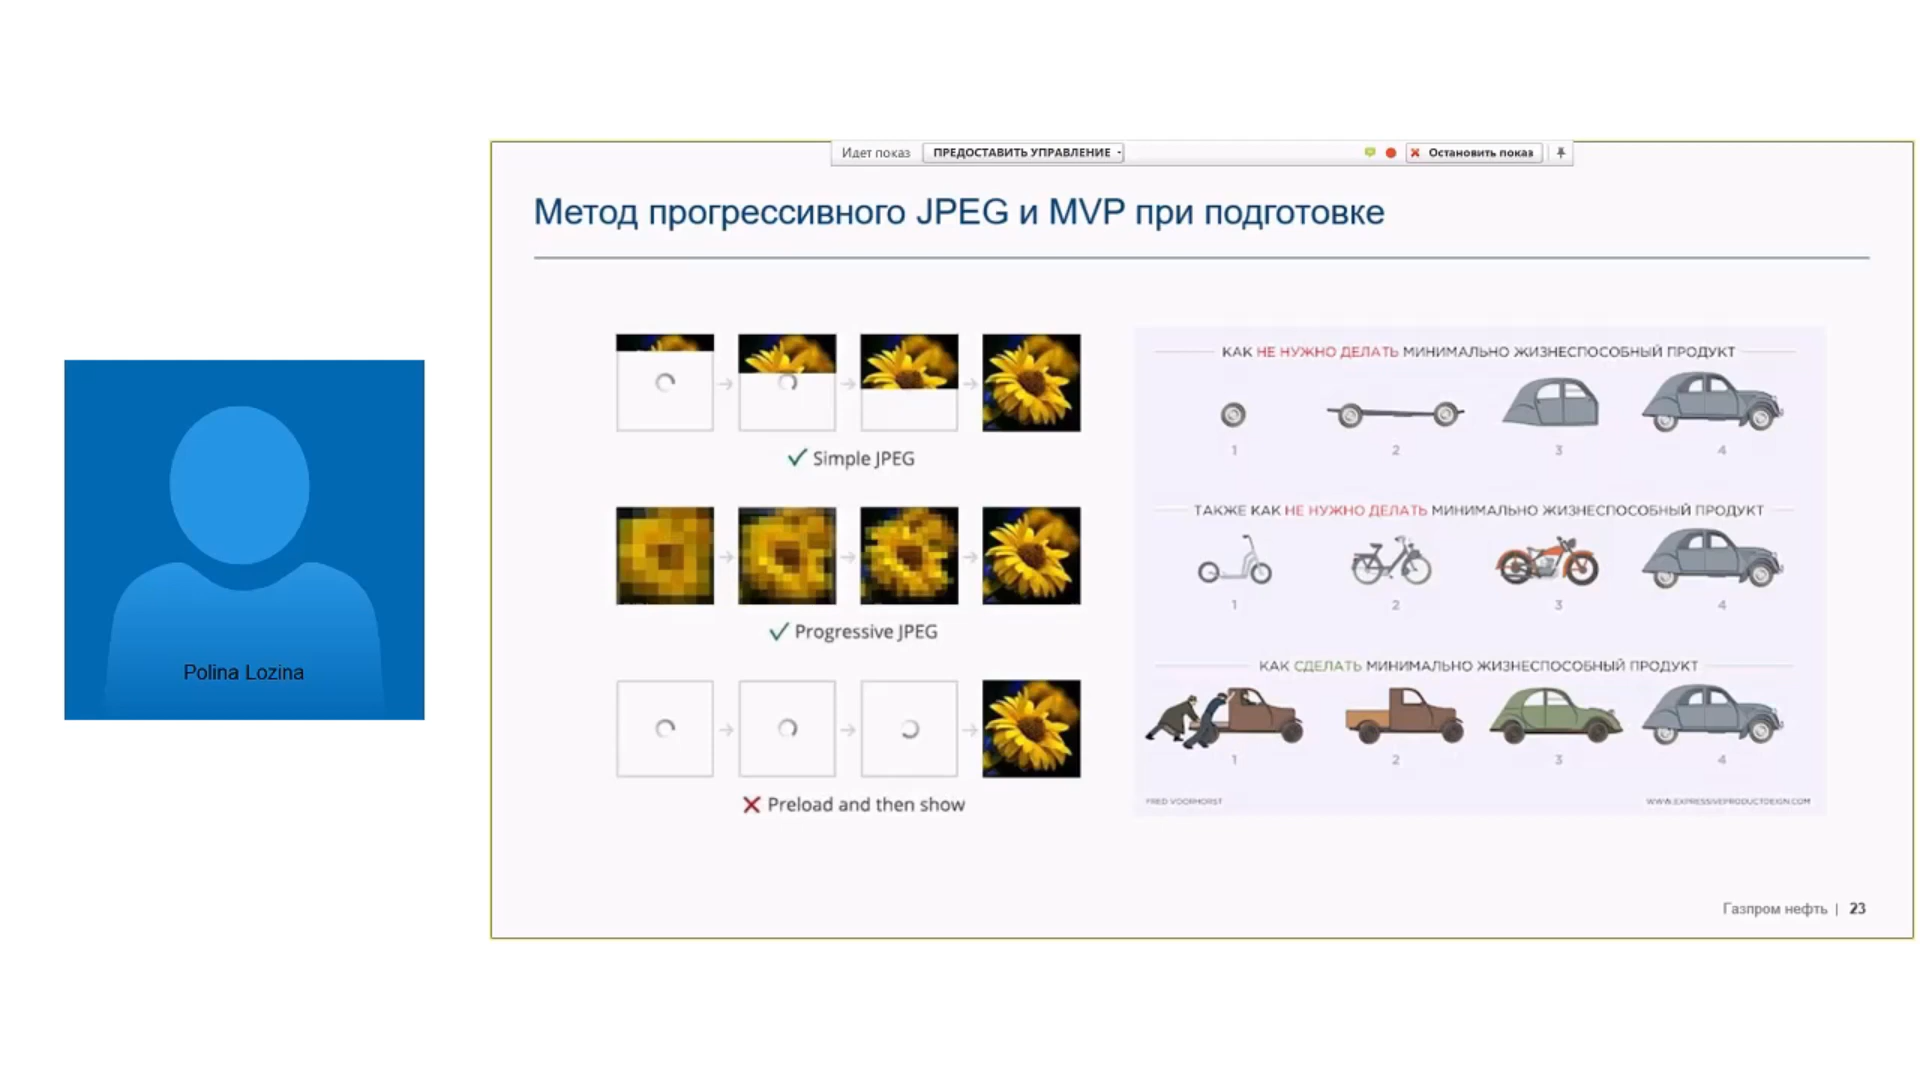 Идет показ
ПРЕДОСТАВИТЬ УПРАВЛЕНИЕ
Остановить показ
Метод прогрессивного JPEG и MVP при подготовке
Simple JPEG
Progressive JPEG
Preload and then show
КАК НЕ НУЖНО ДЕЛАТЬ МИНИМАЛЬНО ЖИЗНЕСПОСОБНЫЙ ПРОДУКТ
1 2 3 4
ТАКЖЕ КАК НЕ НУЖНО ДЕЛАТЬ МИНИМАЛЬНО ЖИЗНЕСПОСОБНЫЙ ПРОДУКТ
1 2 3 4
КАК СДЕЛАТЬ МИНИМАЛЬНО ЖИЗНЕСПОСОБНЫЙ ПРОДУКТ
1 2 3 4
FRED VOORHORST
Polina Lozina
Газпром нефть | 23